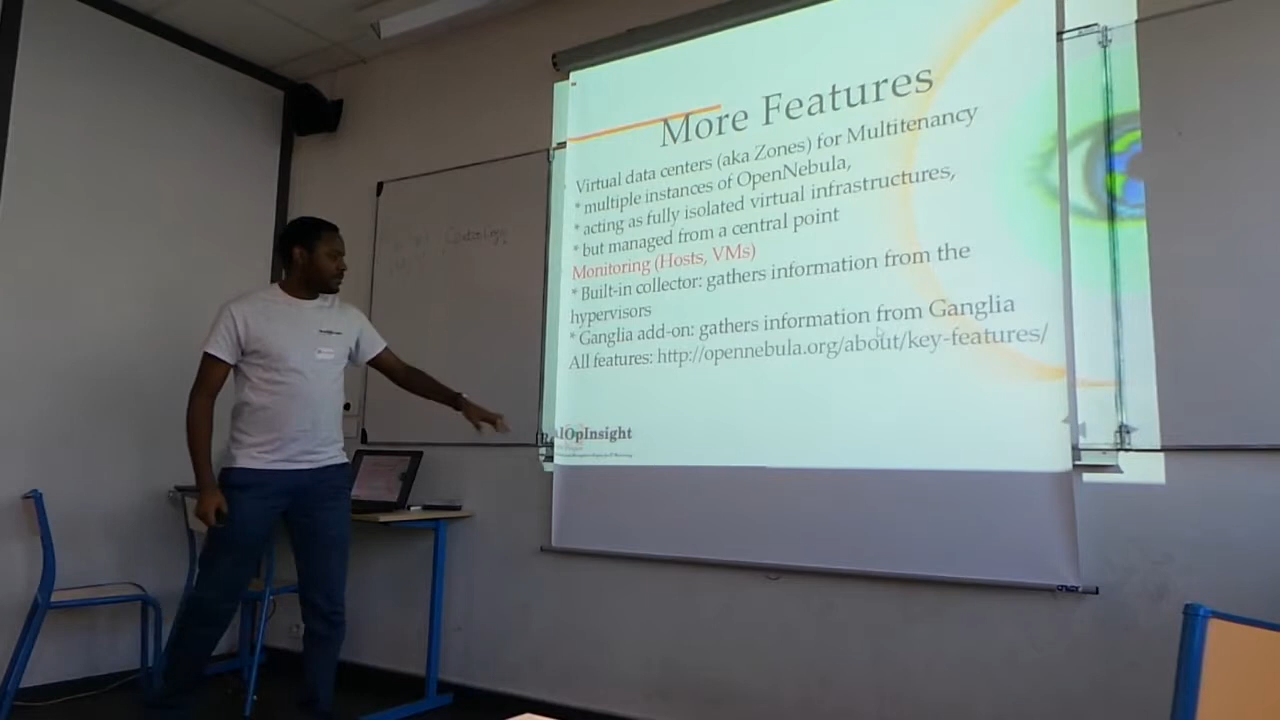 More Features
Virtual data centers (aka Zones) for Multitenancy
* multiple instances of OpenNebula,
* acting as fully isolated virtual infrastructures,
* but managed from a central point
Monitoring (Hosts, VMs)
* Built-in collector: gathers information from the
hypervisors
* Ganglia add-on: gathers information from Ganglia
All features: http://opennebula.org/about/key-features/
alOpInsight